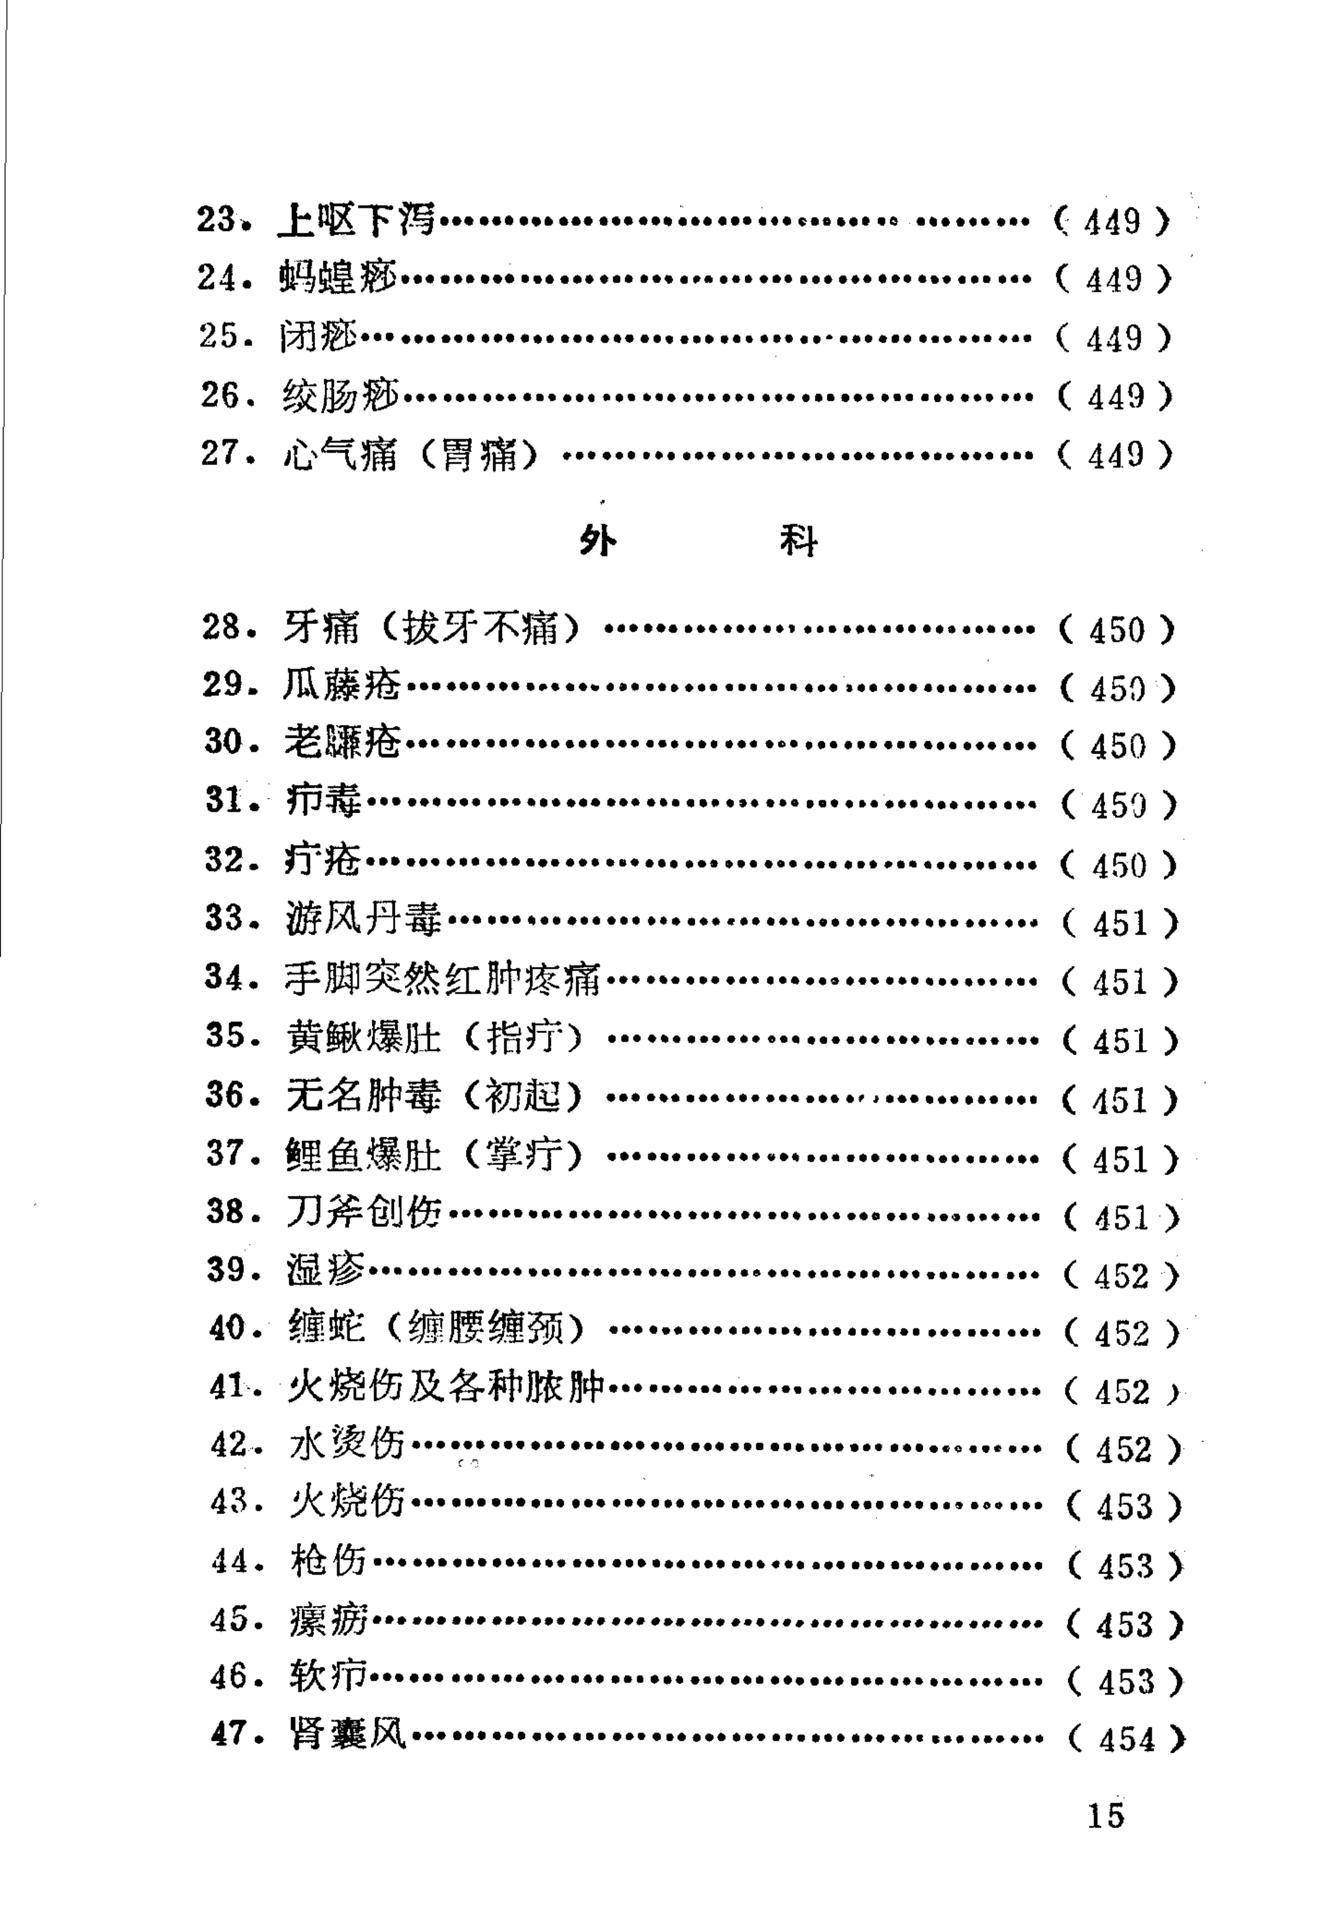 23. 上呕下泻……………………………………（449）
24. 蚂蝗痧……………………………………（449）
25. 闭痧……………………………………（449）
26. 绞肠痧……………………………………（449）
27. 心气痛（胃痛）……………………………………（449）
外 科
28. 牙痛（拔牙不痛）……………………………………（450）
29. 瓜藤疮……………………………………（450）
30. 老臁疮……………………………………（450）
31. 疖毒……………………………………（450）
32. 疔疮……………………………………（450）
33. 游风丹毒……………………………………（451）
34. 手脚突然红肿疼痛……………………………………（451）
35. 黄鳅爆肚（指疔）……………………………………（451）
36. 无名肿毒（初起）……………………………………（451）
37. 鲤鱼爆肚（掌疔）……………………………………（451）
38. 刀斧创伤……………………………………（451）
39. 湿疹……………………………………（452）
40. 缠蛇（缠腰缠颈）……………………………………（452）
41. 火烧伤及各种脓肿……………………………………（452）
42. 水烫伤……………………………………（452）
43. 火烧伤……………………………………（453）
44. 枪伤……………………………………（453）
45. 瘰疬……………………………………（453）
46. 软疖……………………………………（453）
47. 肾囊风……………………………………（454）
15